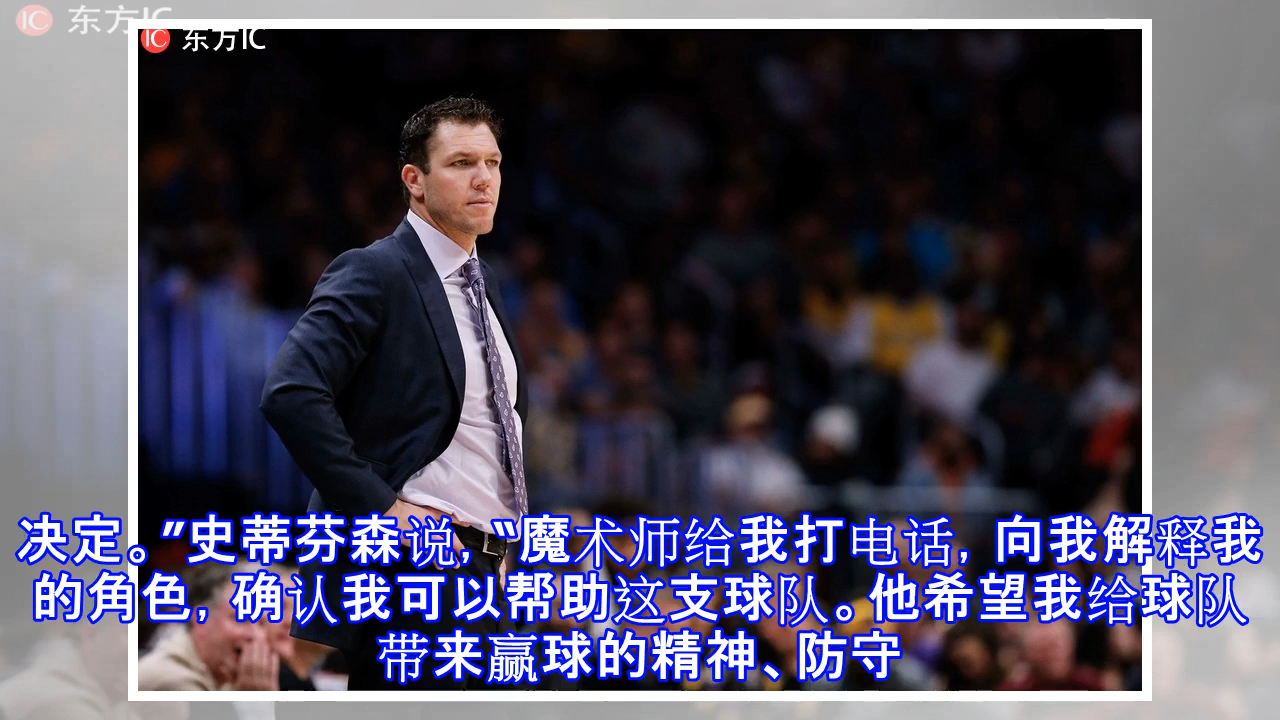 IC 东方IC
IC 东方IC
决定。”史蒂芬森说,“魔术师给我打电话,向我解释我
的角色,确认我可以帮助这支球队。他希望我给球队
带来赢球的精神、防守